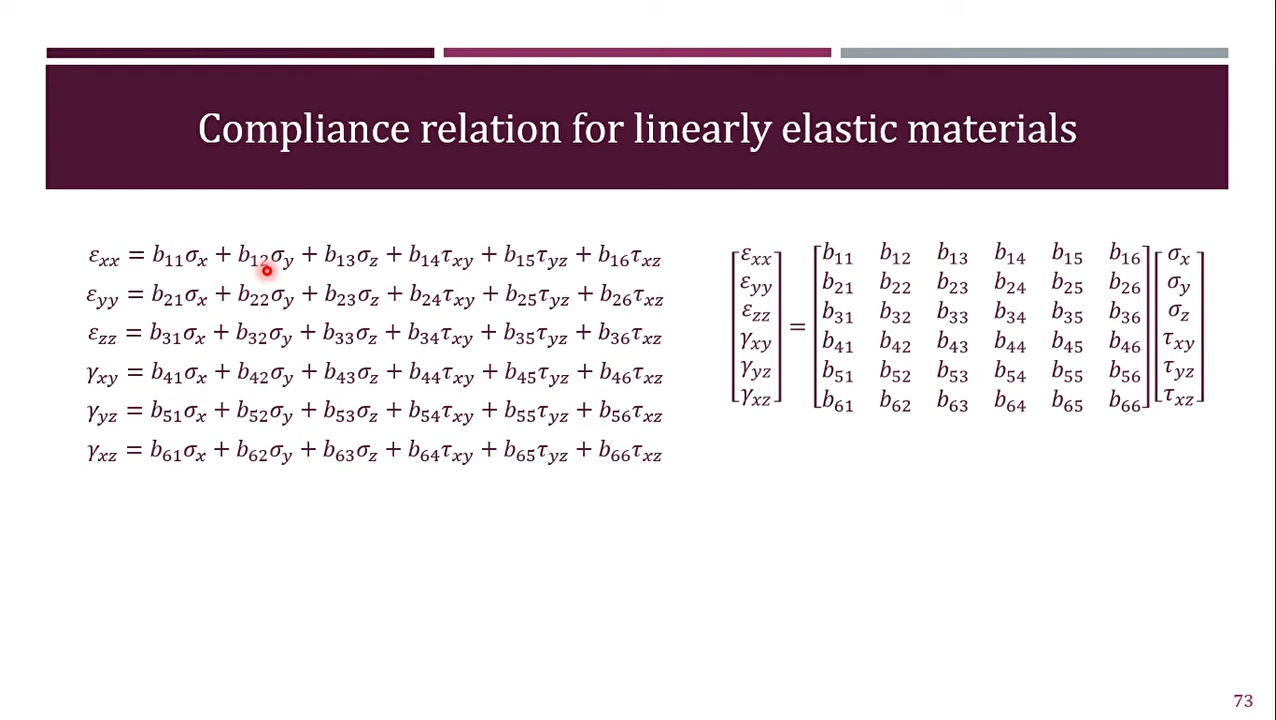 Compliance relation for linearly elastic materials
εxx = b11σx + b12σy + b13σz + b14τxy + b15τyz + b16τxz
εyy = b21σx + b22σy + b23σz + b24τxy + b25τyz + b26τxz
εzz = b31σx + b32σy + b33σz + b34τxy + b35τyz + b36τxz
γxy = b41σx + b42σy + b43σz + b44τxy + b45τyz + b46τxz
γyz = b51σx + b52σy + b53σz + b54τxy + b55τyz + b56τxz
γxz = b61σx + b62σy + b63σz + b64τxy + b65τyz + b66τxz
εxx b11 b12 b13 b14 b15 b16 σx
εyy b21 b22 b23 b24 b25 b26 σy
εzz b31 b32 b33 b34 b35 b36 σz
=
γxy b41 b42 b43 b44 b45 b46 τxy
γyz b51 b52 b53 b54 b55 b56 τyz
γxz b61 b62 b63 b64 b65 b66 τxz
73